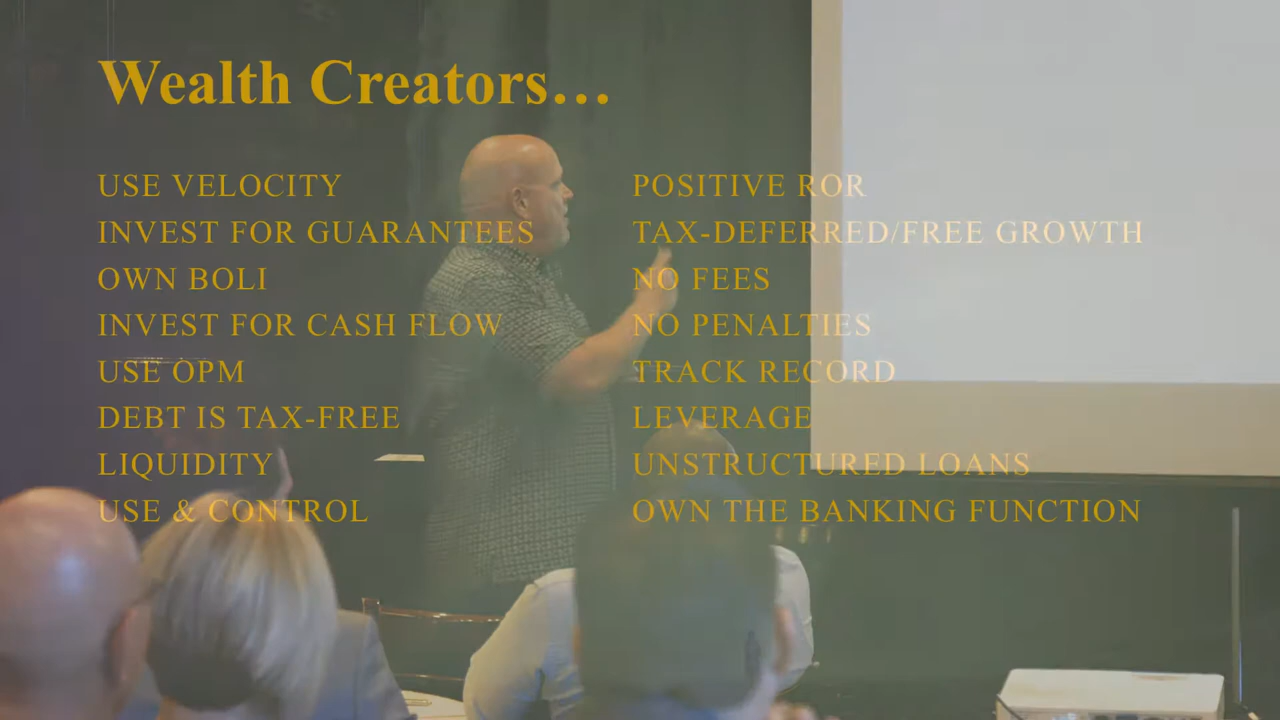 Wealth Creators…
USE VELOCITY
INVEST FOR GUARANTEES
OWN BOLI
INVEST FOR CASH FLOW
USE OPM
DEBT IS TAX-FREE
LIQUIDITY
USE & CONTROL
POSITIVE ROR
TAX-DEFERRED/FREE GROWTH
NO FEES
NO PENALTIES
TRACK RECORD
LEVERAGE
UNSTRUCTURED LOANS
OWN THE BANKING FUNCTION